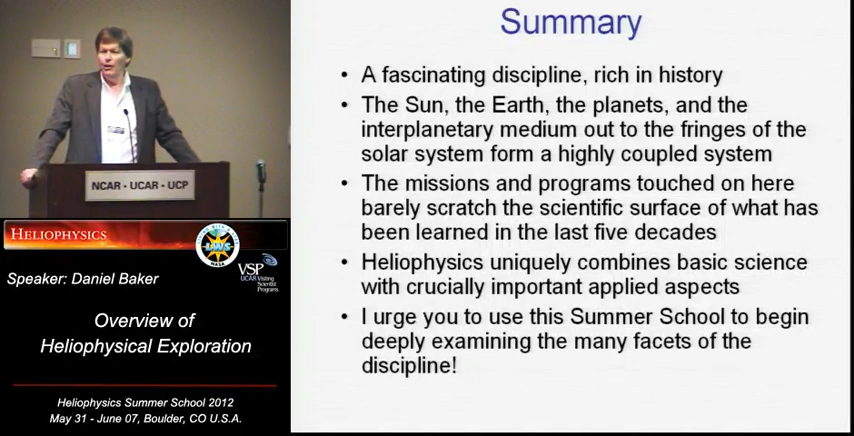 Summary
• A fascinating discipline, rich in history
• The Sun, the Earth, the planets, and the
interplanetary medium out to the fringes of the
solar system form a highly coupled system
• The missions and programs touched on here
barely scratch the scientific surface of what has
been learned in the last five decades
• Heliophysics uniquely combines basic science
with crucially important applied aspects
• I urge you to use this Summer School to begin
deeply examining the many facets of the
discipline!
NCAR • UCAR • UCP
HELIOPHYSICS
LWS
NASA
VSP
UCAR Visiting
Scientist
Programs
Speaker: Daniel Baker
Overview of
Heliophysical Exploration
Heliophysics Summer School 2012
May 31 - June 07, Boulder, CO U.S.A.